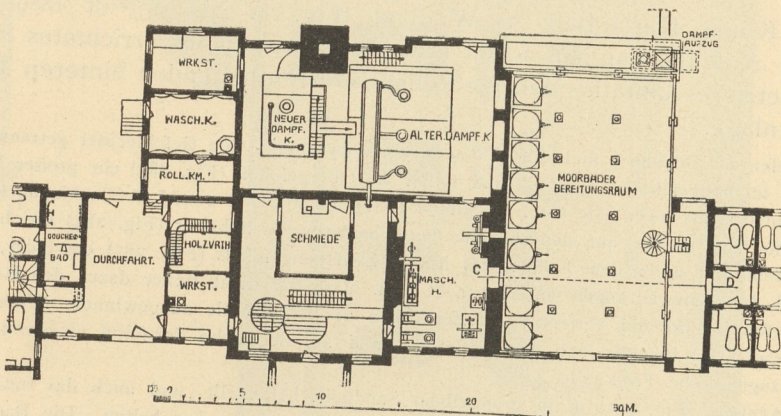 DAMPF-
AUFZUG
WRKST.
WASCH.K.
NEUER
DAMPF.
K.
ALTER.DAMPF.K
ROLL.KM.
MOORBÄDER
BEREITUNGSRAUM
DOUCHE
BAD
DURCHFAHRT.
HOLZVRTH
SCHMIEDE
WRKST.
MASCH.
H.
5
10
20